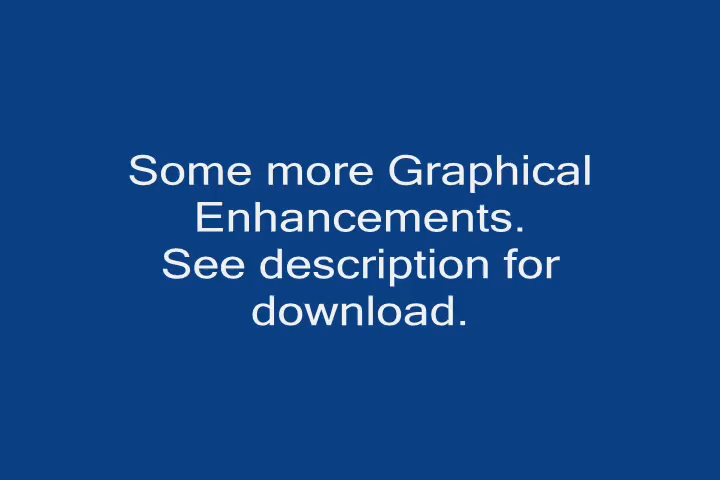 Some more Graphical
Enhancements.
See description for
download.